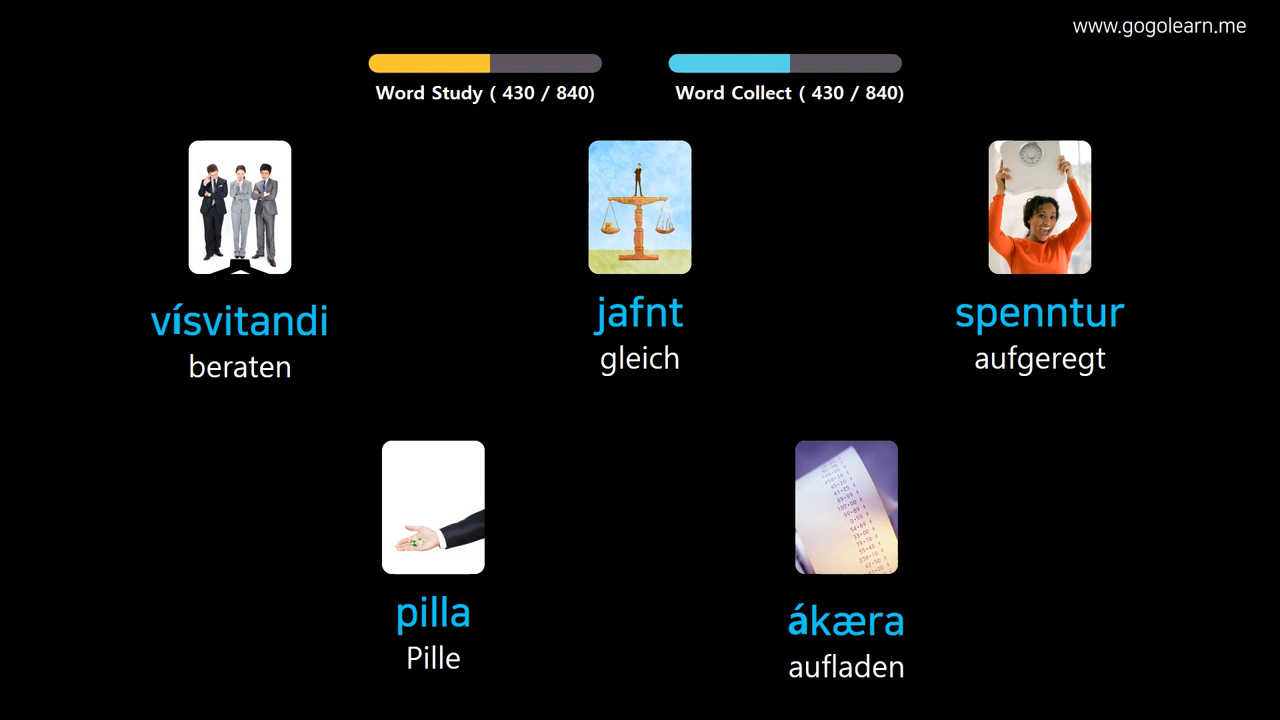 www.gogolearn.me
Word Study ( 430 / 840)
Word Collect ( 430 / 840)
vísvitandi
beraten
jafnt
gleich
spenntur
aufgeregt
pilla
Pille
ákæra
aufladen